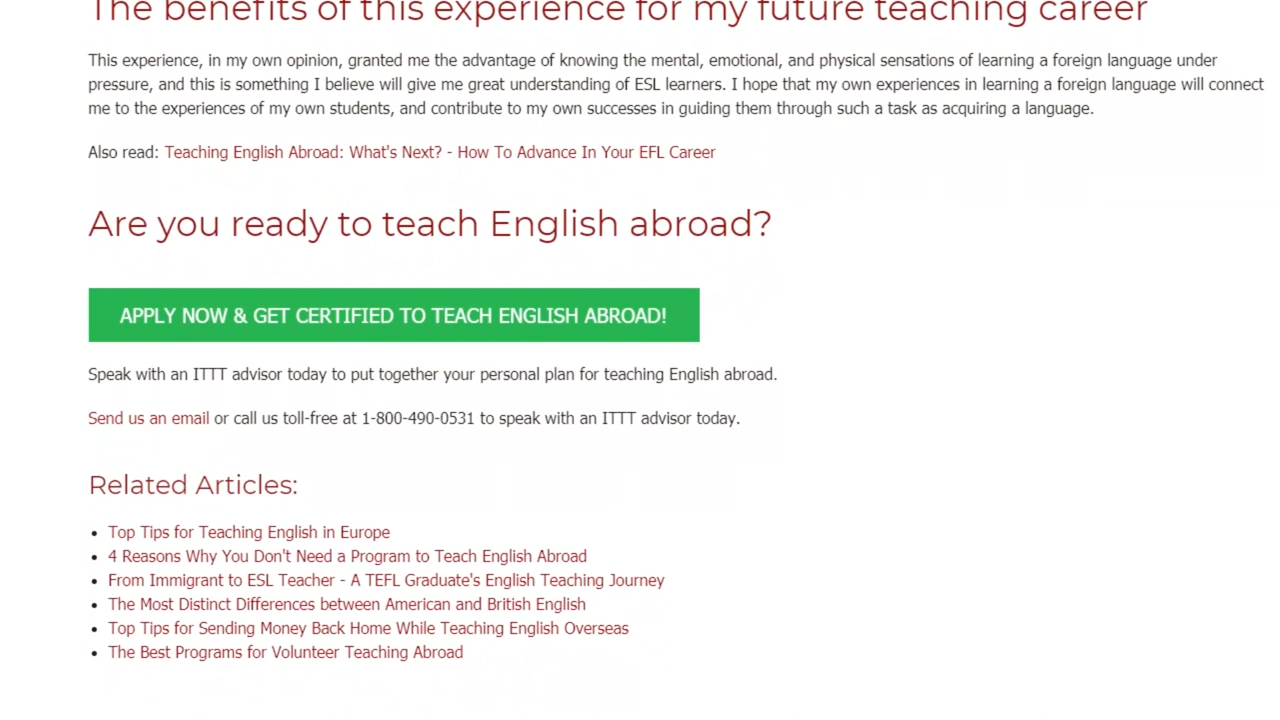 The benefits of this experience for my future teaching career
This experience, in my own opinion, granted me the advantage of knowing the mental, emotional, and physical sensations of learning a foreign language under
pressure, and this is something I believe will give me great understanding of ESL learners. I hope that my own experiences in learning a foreign language will connect
me to the experiences of my own students, and contribute to my own successes in guiding them through such a task as acquiring a language.
Also read: Teaching English Abroad: What's Next? - How To Advance In Your EFL Career
Are you ready to teach English abroad?
APPLY NOW & GET CERTIFIED TO TEACH ENGLISH ABROAD!
Speak with an ITTT advisor today to put together your personal plan for teaching English abroad.
Send us an email or call us toll-free at 1-800-490-0531 to speak with an ITTT advisor today.
Related Articles:
• Top Tips for Teaching English in Europe
• 4 Reasons Why You Don't Need a Program to Teach English Abroad
• From Immigrant to ESL Teacher - A TEFL Graduate's English Teaching Journey
• The Most Distinct Differences between American and British English
• Top Tips for Sending Money Back Home While Teaching English Overseas
• The Best Programs for Volunteer Teaching Abroad